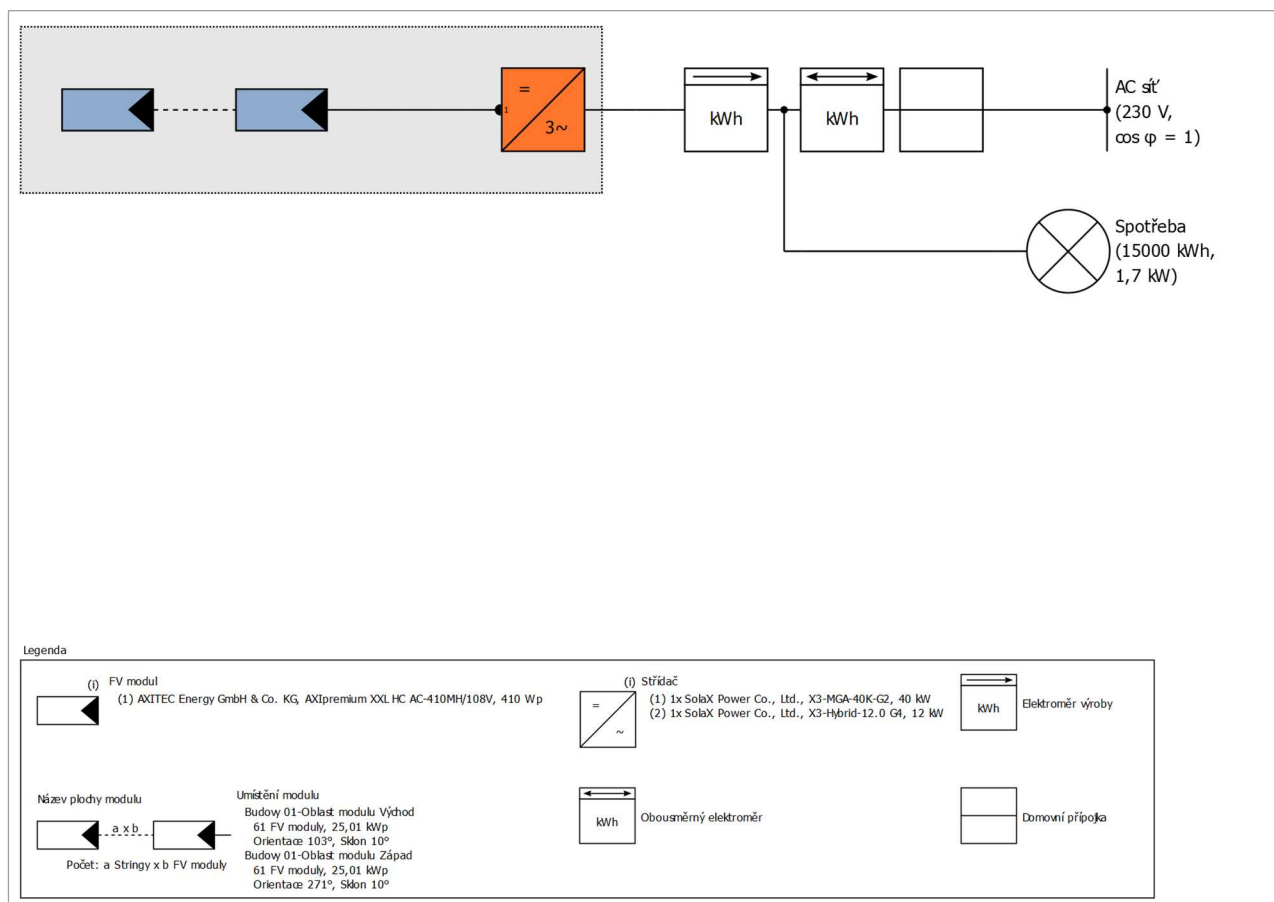 1
=
3~
kWh
kWh
AC síť
(230 V,
cos φ = 1)
Spotřeba
(15000 kWh,
1,7 kW)
Legenda
(i) FV modul
(1) AXITEC Energy GmbH & Co. KG, AXIpremium XXL HC AC-410MH/108V, 410 Wp
(i) Střídač
=
~
(1) 1x SolaX Power Co., Ltd., X3-MGA-40K-G2, 40 kW
(2) 1x SolaX Power Co., Ltd., X3-Hybrid-12.0 G4, 12 kW
kWh
Elektroměr výroby
Název plochy modulu
a x b
Počet: a Stringy x b FV moduly
Umístění modulu
Budovy 01-Oblast modulu Východ
61 FV moduly, 25,01 kWp
Orientace 103°, Sklon 10°
Budovy 01-Oblast modulu Západ
61 FV moduly, 25,01 kWp
Orientace 271°, Sklon 10°
kWh
Obousměrný elektroměr
Domovní přípojka